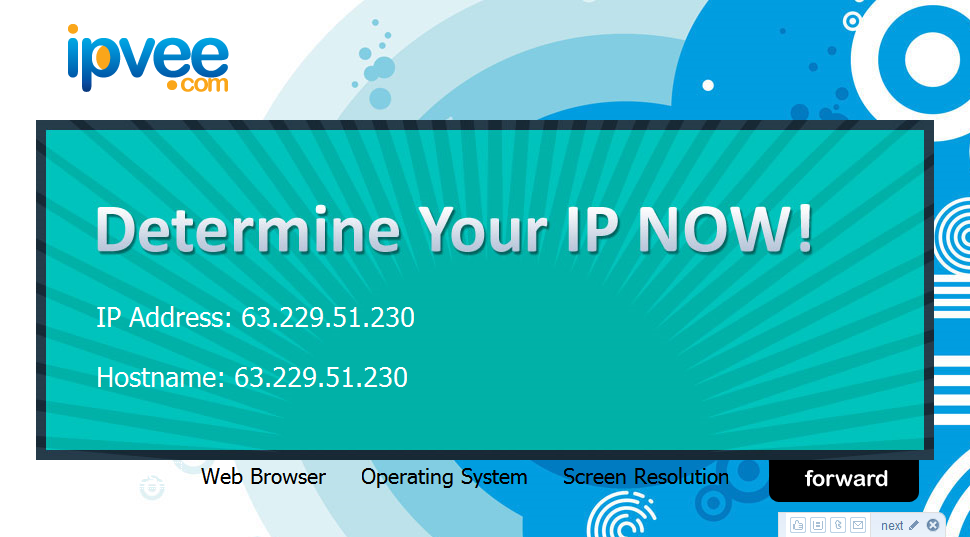 ipvee
.com
Determine Your IP NOW!
IP Address: 63.229.51.230
Hostname: 63.229.51.230
Web Browser Operating System Screen Resolution forward
next